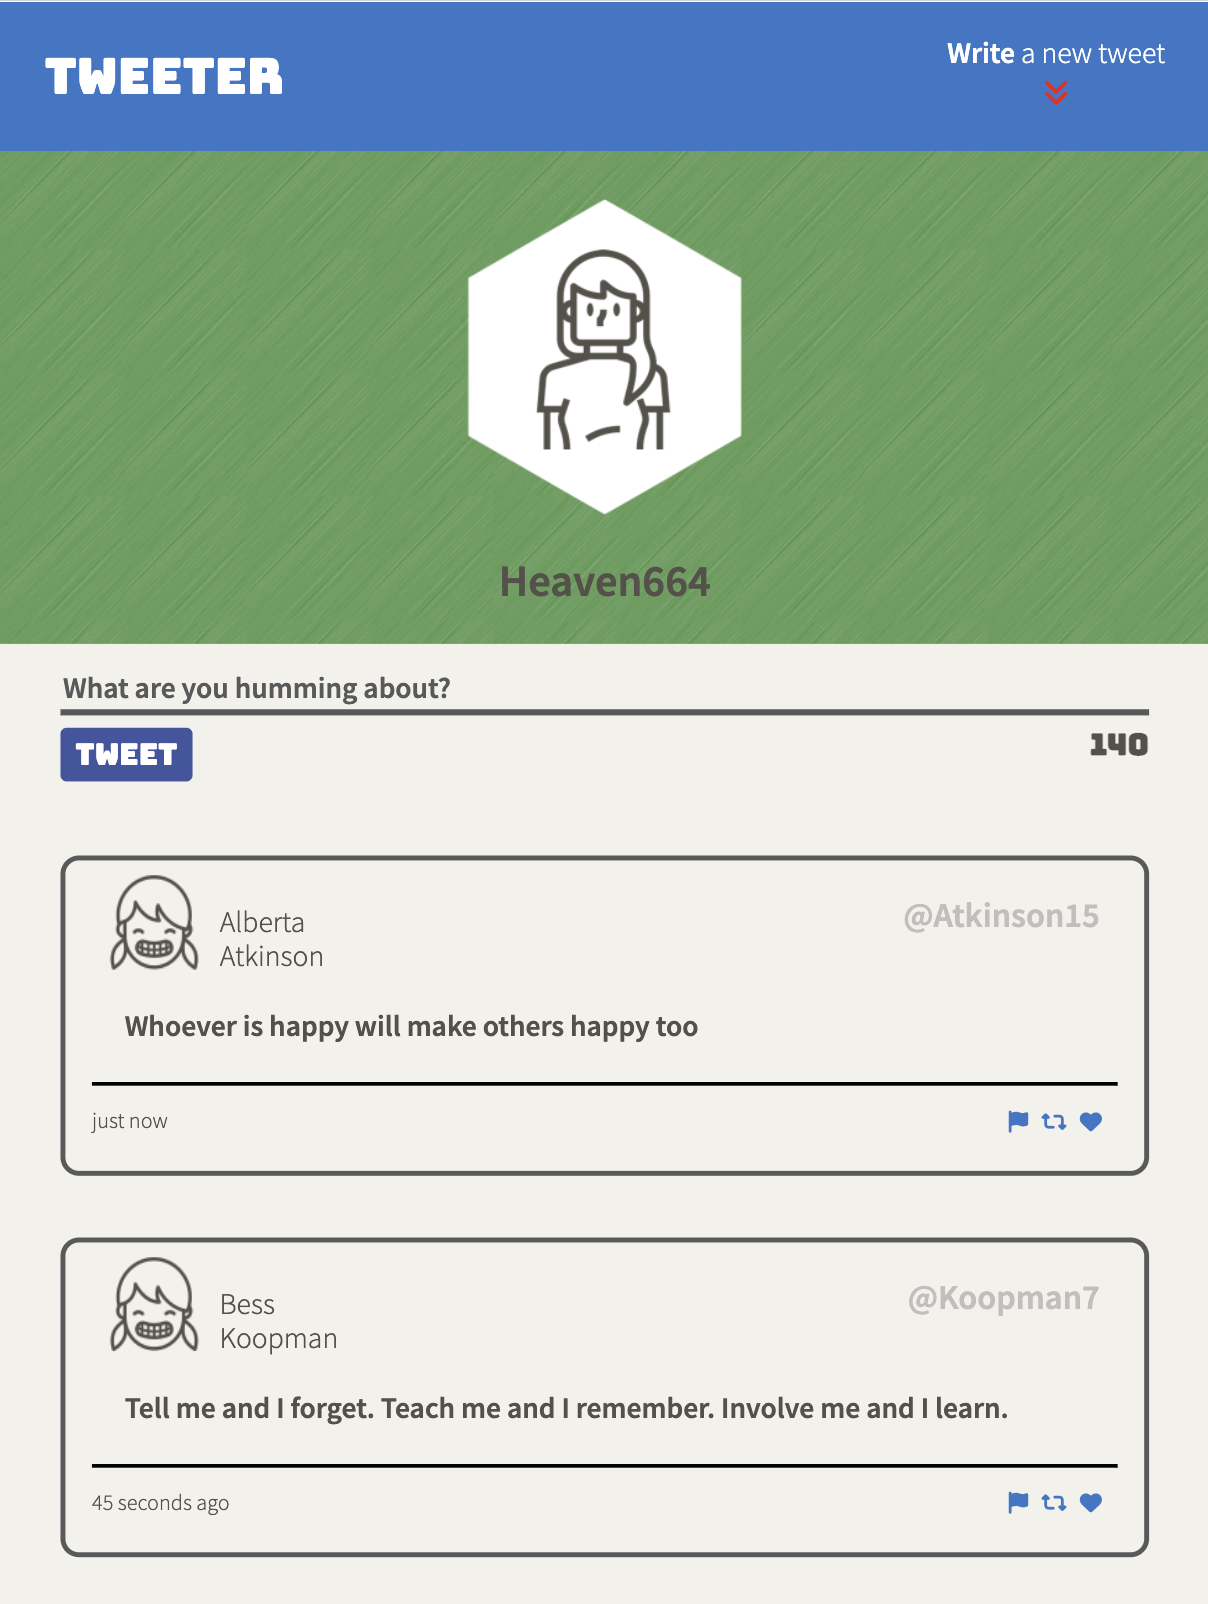 TWEETER
Write a new tweet
Heaven664
What are you humming about?
TWEET
140
Alberta
Atkinson
@Atkinson15
Whoever is happy will make others happy too
just now
Bess
Koopman
@Koopman7
Tell me and I forget. Teach me and I remember. Involve me and I learn.
45 seconds ago